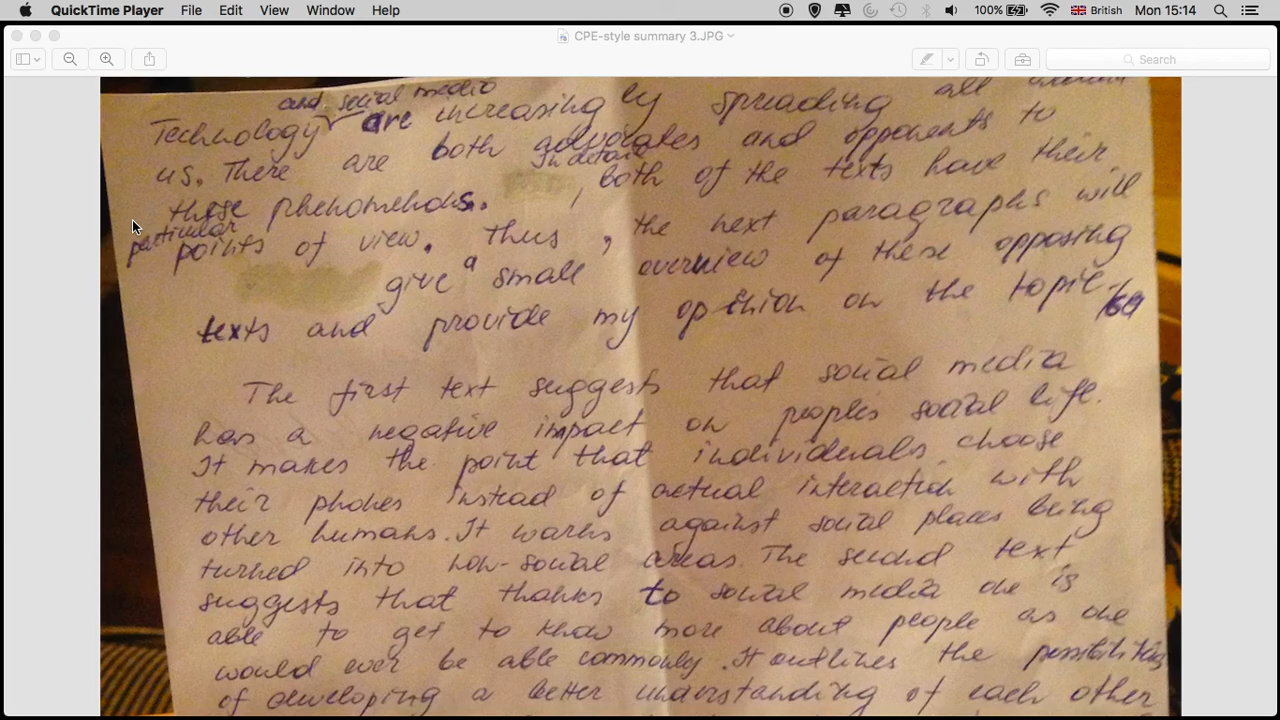 QuickTime Player File Edit View Window Help 100% British Mon 15:14
CPE-style summary 3.JPG
Search
and social media
Technology are increasingly spreading all around
us. There are both advocates and opponents to
these phenomenons. In detail, both of the texts have their
particular points of view. Thus, the next paragraphs will
give a small overview of these opposing
texts and provide my opinion on the topic. /60
The first text suggests that social media
has a negative impact on people's social life.
It makes the point that individuals choose
their phones instead of actual interaction with
other humans. It warns against social places being
turned into non-social areas. The second text
suggests that thanks to social media one is
able to get to know more about people as one
would ever be able commonly. It outlines the possibilities
of developing a better understanding of each other